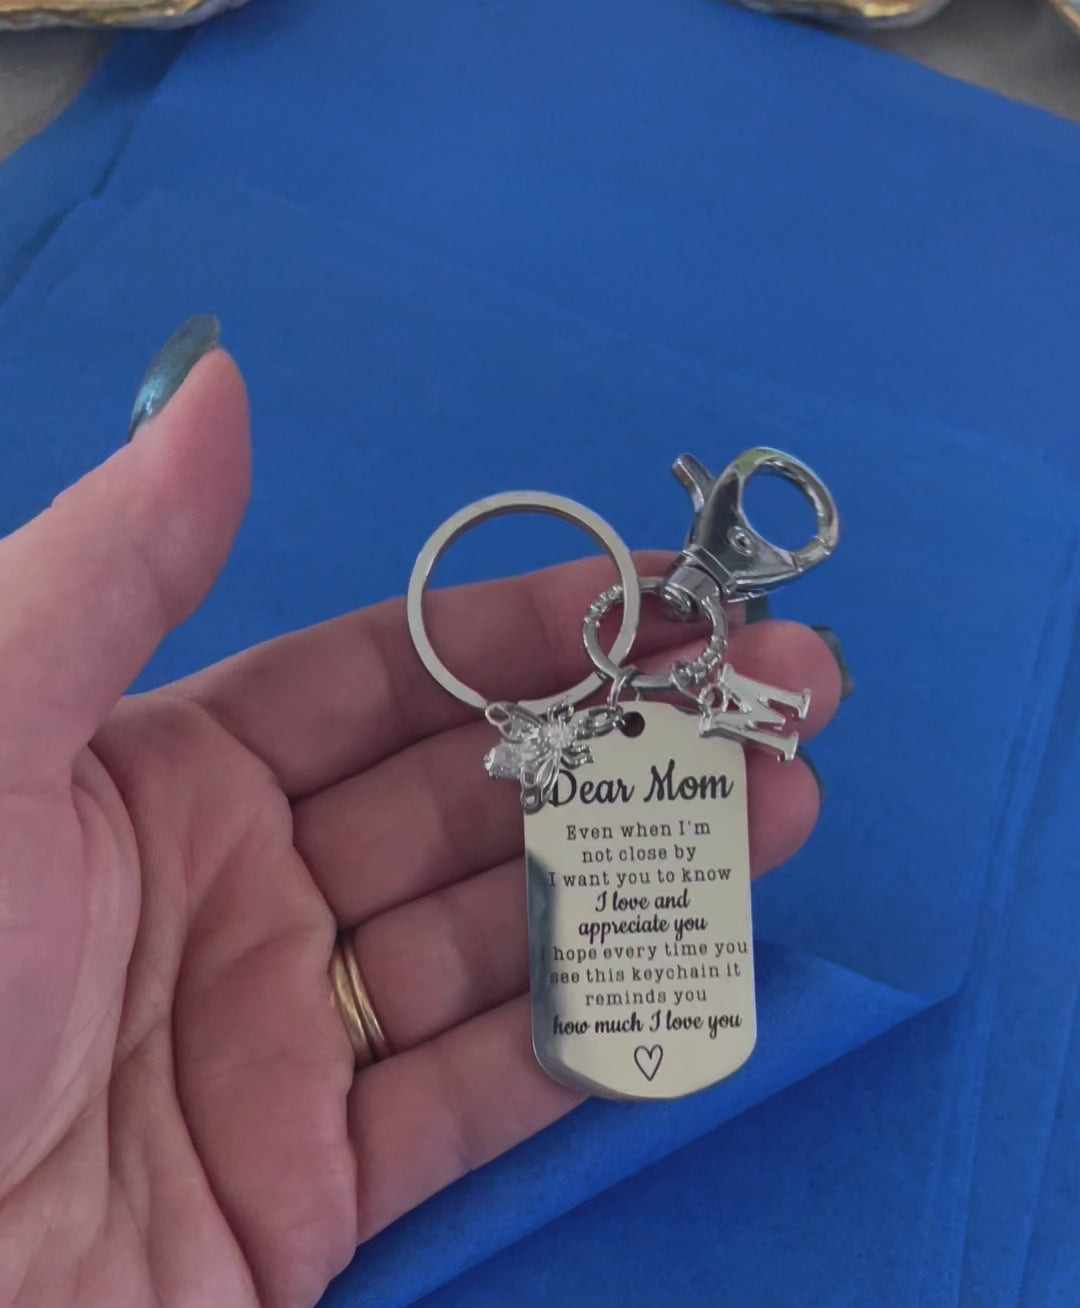 M
Dear Mom
Even when I'm
not close by
I want you to know
I love and
appreciate you
I hope every time you
see this keychain it
reminds you
how much I love you